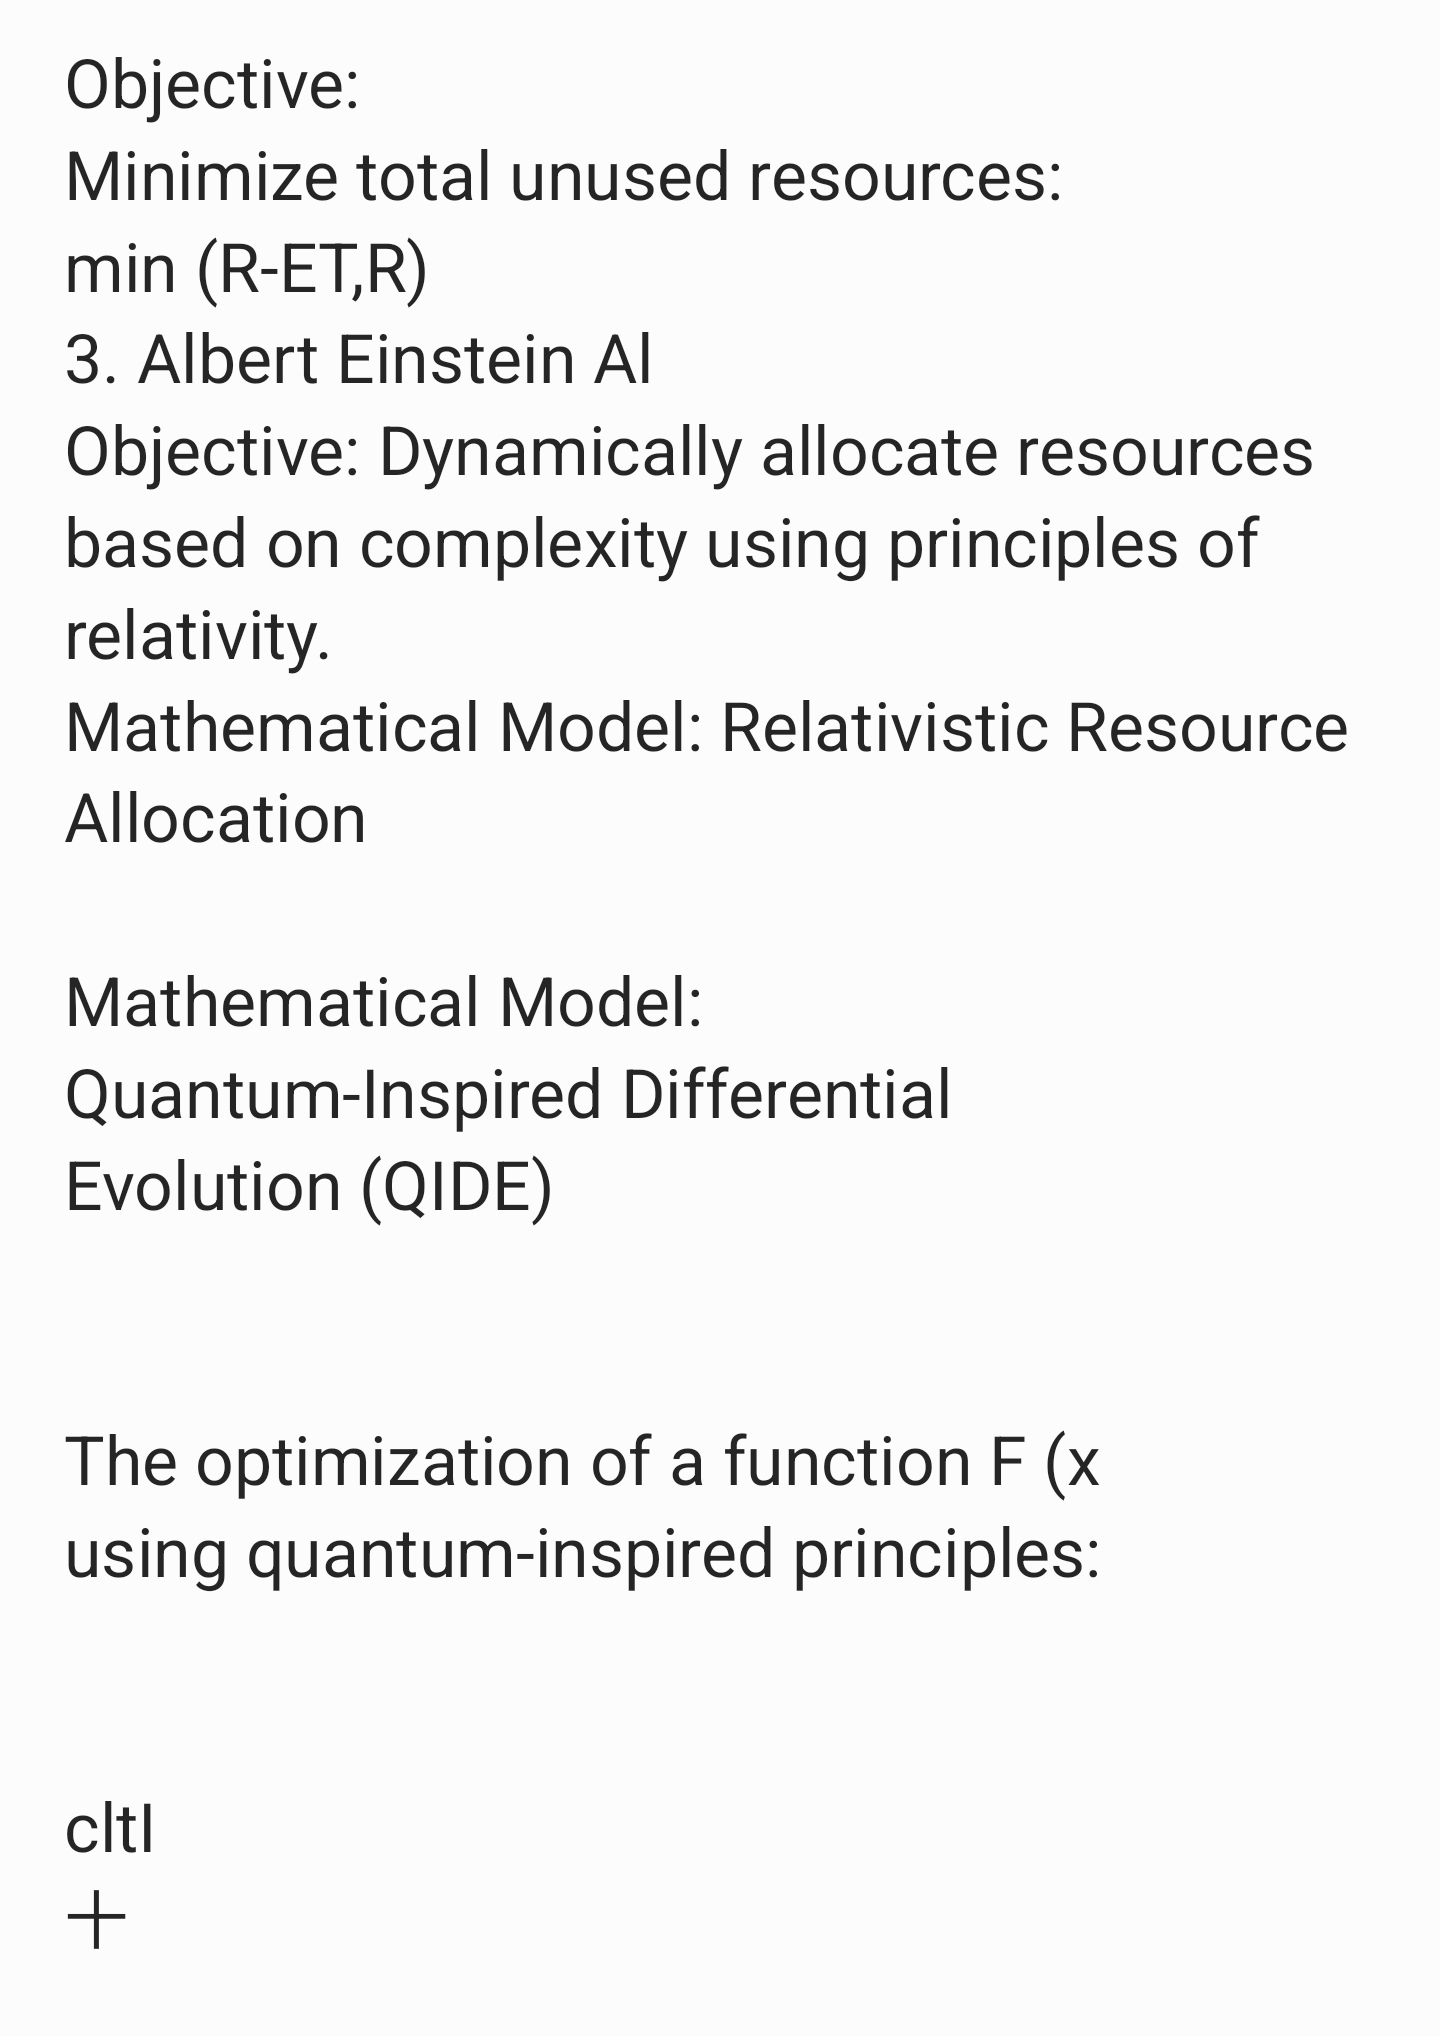 Objective:
Minimize total unused resources:
min (R-ET,R)
3. Albert Einstein Al
Objective: Dynamically allocate resources
based on complexity using principles of
relativity.
Mathematical Model: Relativistic Resource
Allocation
Mathematical Model:
Quantum-Inspired Differential
Evolution (QIDE)
The optimization of a function F (x
using quantum-inspired principles:
cltI
+